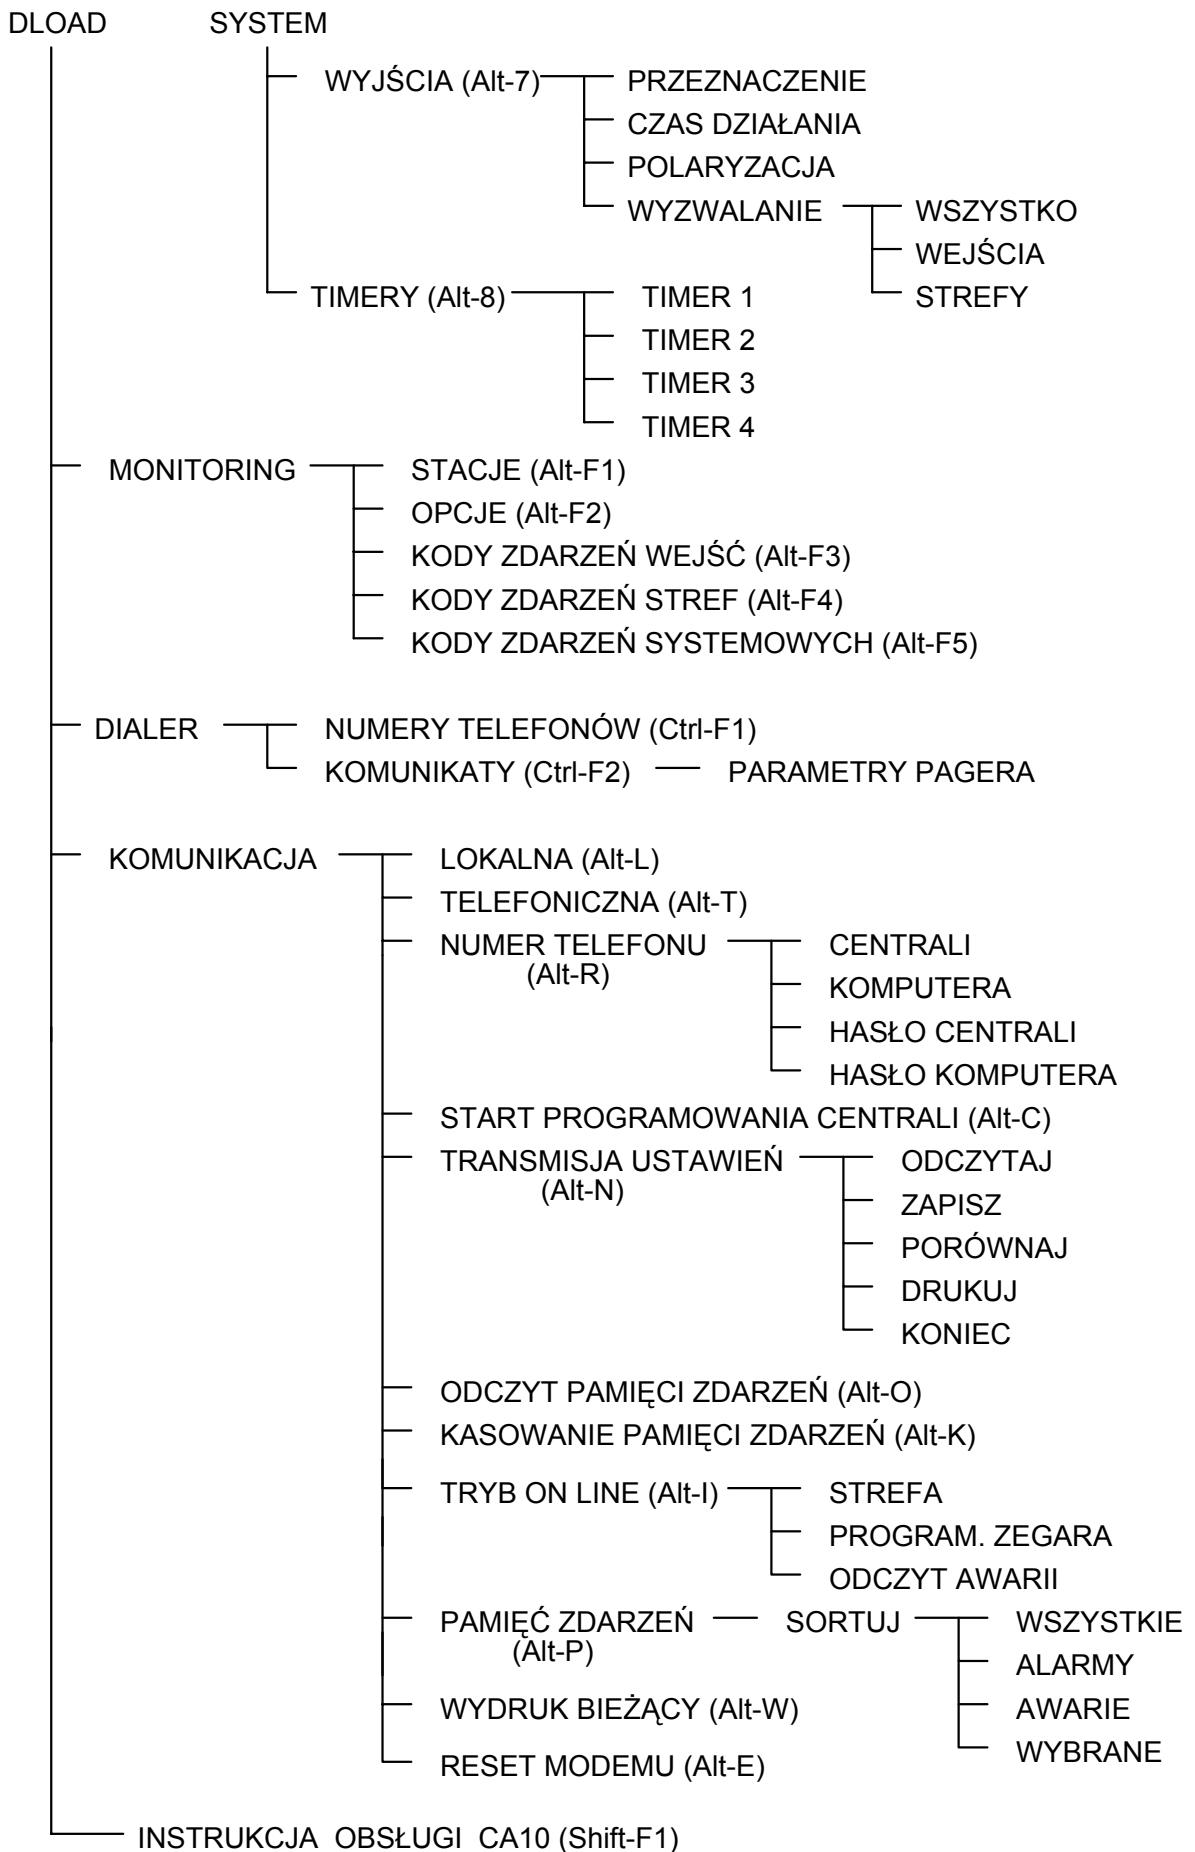 DLOAD SYSTEM
WYJŚCIA (Alt-7) PRZEZNACZENIE
CZAS DZIAŁANIA
POLARYZACJA
WYZWALANIE WSZYSTKO
WEJŚCIA
TIMERY (Alt-8) TIMER 1 STREFY
TIMER 2
TIMER 3
TIMER 4
MONITORING STACJE (Alt-F1)
OPCJE (Alt-F2)
KODY ZDARZEŃ WEJŚĆ (Alt-F3)
KODY ZDARZEŃ STREF (Alt-F4)
KODY ZDARZEŃ SYSTEMOWYCH (Alt-F5)
DIALER NUMERY TELEFONÓW (Ctrl-F1)
KOMUNIKATY (Ctrl-F2) PARAMETRY PAGERA
KOMUNIKACJA LOKALNA (Alt-L)
TELEFONICZNA (Alt-T)
NUMER TELEFONU CENTRALI
(Alt-R) KOMPUTERA
HASŁO CENTRALI
HASŁO KOMPUTERA
START PROGRAMOWANIA CENTRALI (Alt-C)
TRANSMISJA USTAWIEŃ ODCZYTAJ
(Alt-N) ZAPISZ
PORÓWNAJ
DRUKUJ
KONIEC
ODCZYT PAMIĘCI ZDARZEŃ (Alt-O)
KASOWANIE PAMIĘCI ZDARZEŃ (Alt-K)
TRYB ON LINE (Alt-I) STREFA
PROGRAM. ZEGARA
ODCZYT AWARII
PAMIĘĆ ZDARZEŃ SORTUJ WSZYSTKIE
(Alt-P) ALARMY
WYDRUK BIEŻĄCY (Alt-W) AWARIE
RESET MODEMU (Alt-E) WYBRANE
INSTRUKCJA OBSŁUGI CA10 (Shift-F1)